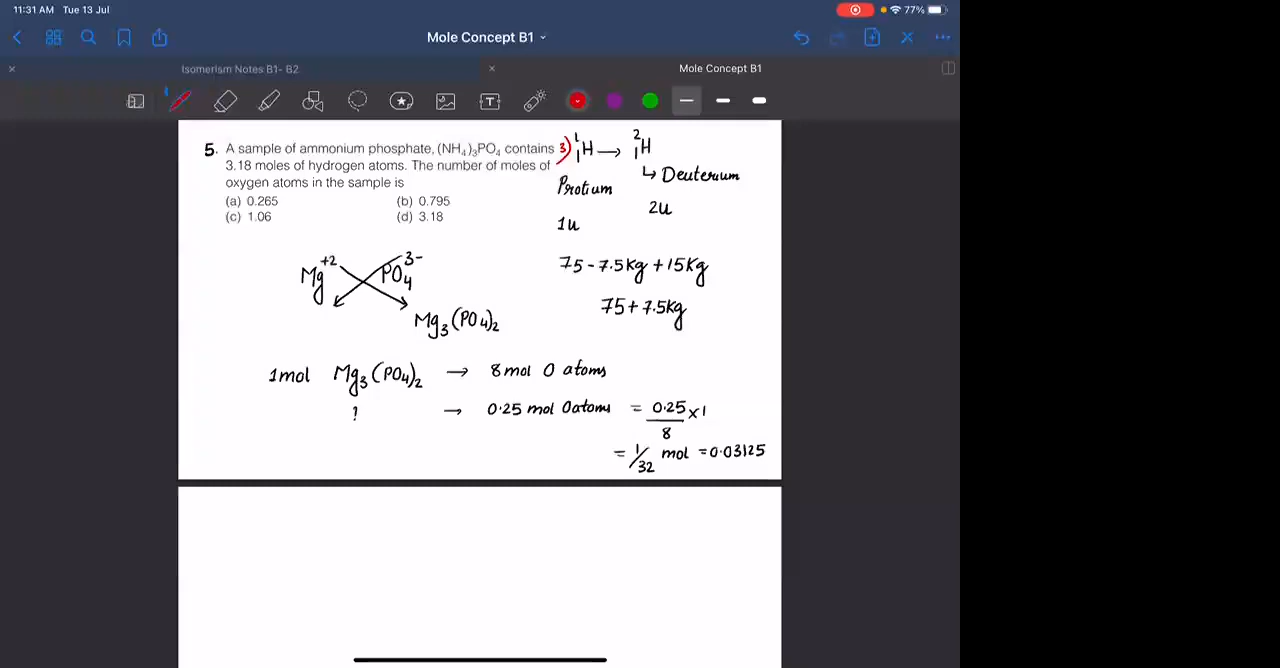 11:31 AM Tue 13 Jul
77%
Mole Concept B1
Isomerism Notes B1- B2
Mole Concept B1
5. A sample of ammonium phosphate, (NH4)3PO4 contains
3.18 moles of hydrogen atoms. The number of moles of
oxygen atoms in the sample is
(a) 0.265 (b) 0.795
(c) 1.06 (d) 3.18
3) ¹₁H → ²₁H
Protium ↳ Deuterium
1u 2u
75 - 7.5Kg + 15Kg
75 + 7.5Kg
Mg+2 PO4 3-
Mg3(PO4)2
1mol Mg3(PO4)2 → 8 mol O atoms
? → 0.25 mol O atoms = 0.25/8 × 1
= 1/32 mol = 0.03125